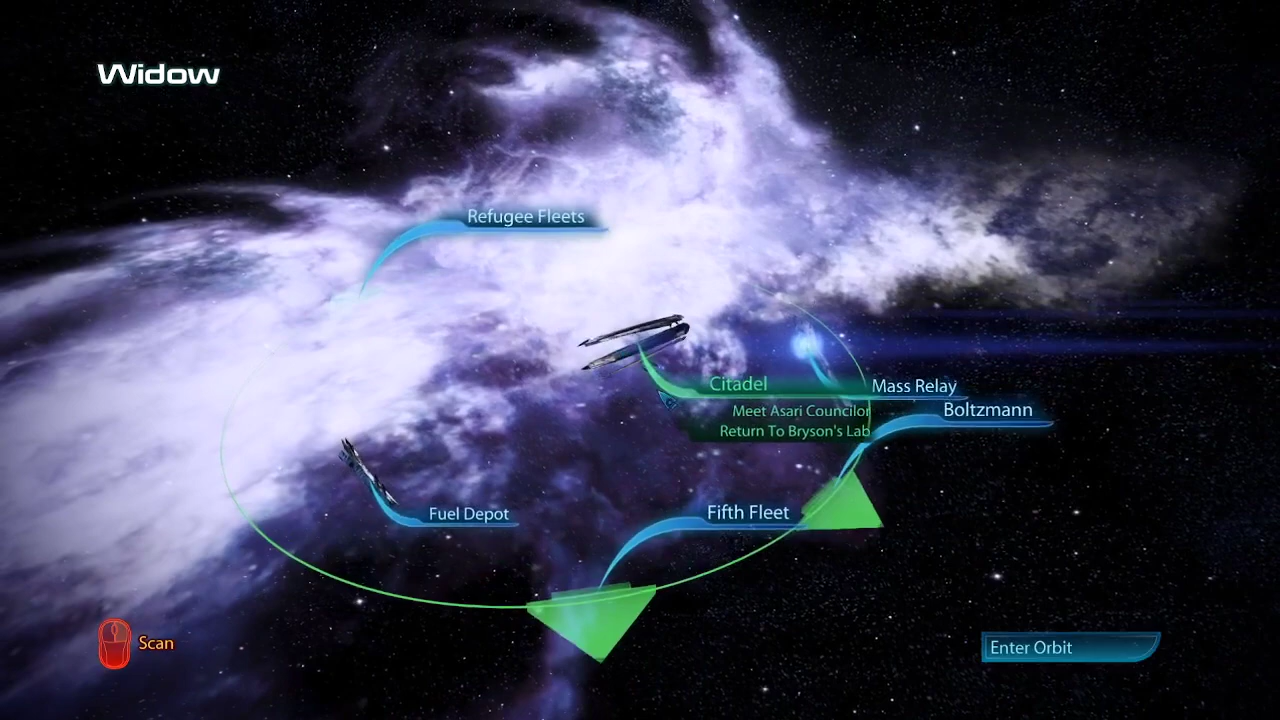 Widow
Refugee Fleets
Citadel
Meet Asari Councilor
Return To Bryson's Lab
Mass Relay
Boltzmann
Fuel Depot
Fifth Fleet
Scan
Enter Orbit